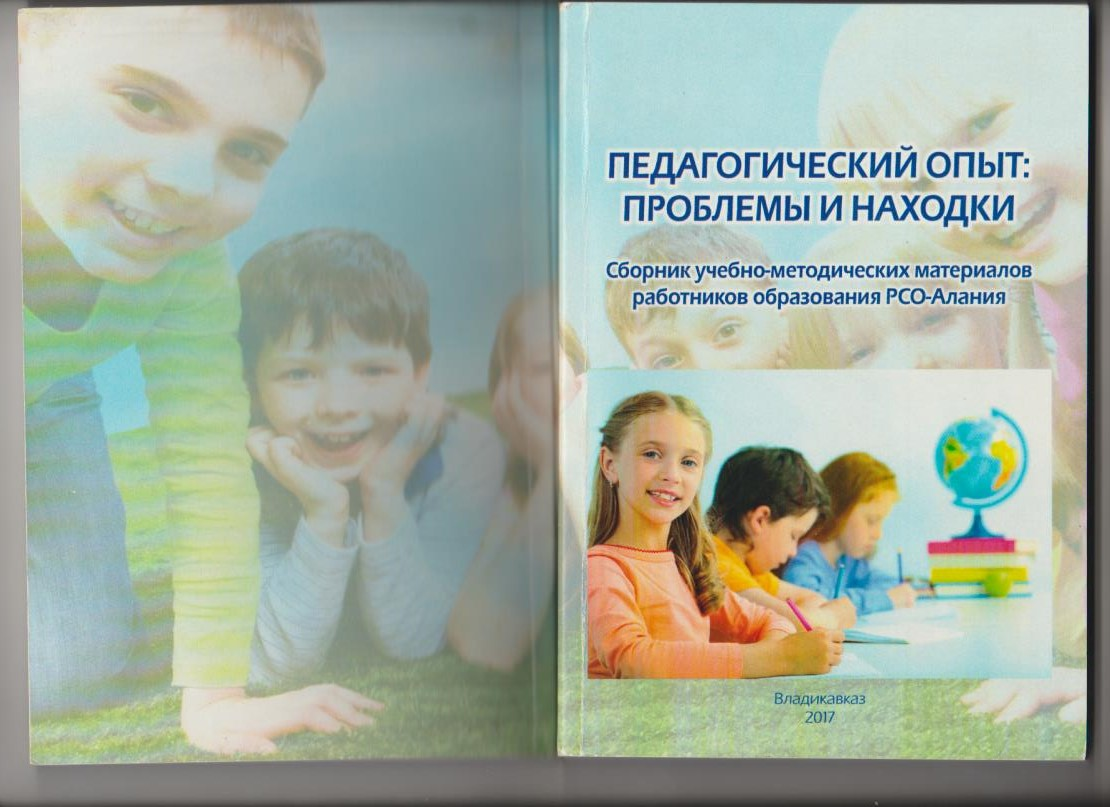 ПЕДАГОГИЧЕСКИЙ ОПЫТ:
ПРОБЛЕМЫ И НАХОДКИ
Сборник учебно-методических материалов
работников образования РСО-Алания
Владикавказ
2017